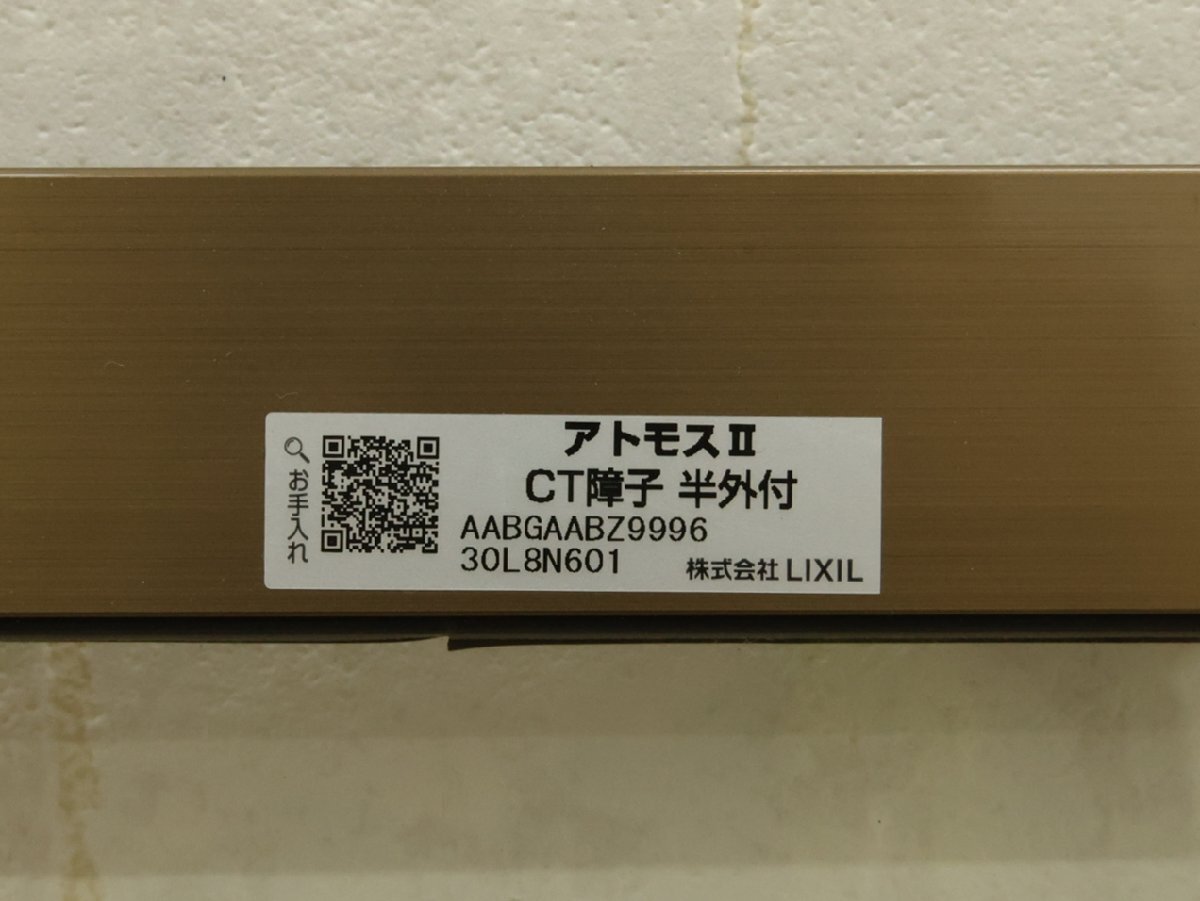 お手入れ
アトモスⅡ
CT障子 半外付
AABGAABZ9996
30L8N601
株式会社 LIXIL